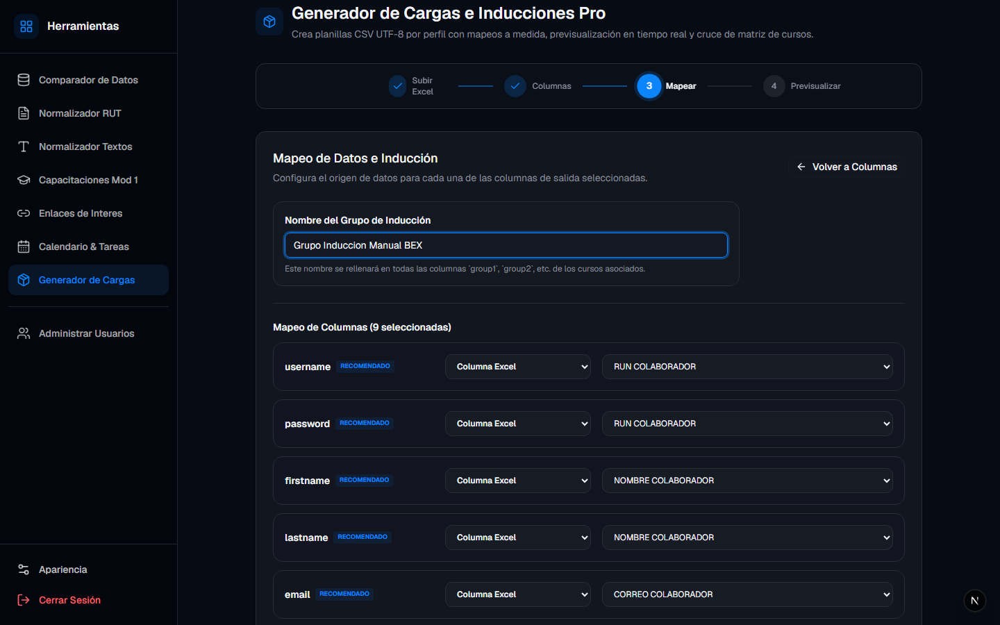 Herramientas
Comparador de Datos
Normalizador RUT
Normalizador Textos
Capacitaciones Mod 1
Enlaces de Interes
Calendario & Tareas
Generador de Cargas
Administrar Usuarios
Apariencia
Cerrar Sesión
Generador de Cargas e Inducciones Pro
Crea planillas CSV UTF-8 por perfil con mapeos a medida, previsualización en tiempo real y cruce de matriz de cursos.
Subir
Excel
Columnas
3 Mapear
4 Previsualizar
Mapeo de Datos e Inducción
Configura el origen de datos para cada una de las columnas de salida seleccionadas.
Volver a Columnas
Nombre del Grupo de Inducción
Grupo Induccion Manual BEX
Este nombre se rellenará en todas las columnas `group1`, `group2`, etc. de los cursos asociados.
Mapeo de Columnas (9 seleccionadas)
username RECOMENDADO Columna Excel RUN COLABORADOR
password RECOMENDADO Columna Excel RUN COLABORADOR
firstname RECOMENDADO Columna Excel NOMBRE COLABORADOR
lastname RECOMENDADO Columna Excel NOMBRE COLABORADOR
email RECOMENDADO Columna Excel CORREO COLABORADOR
N